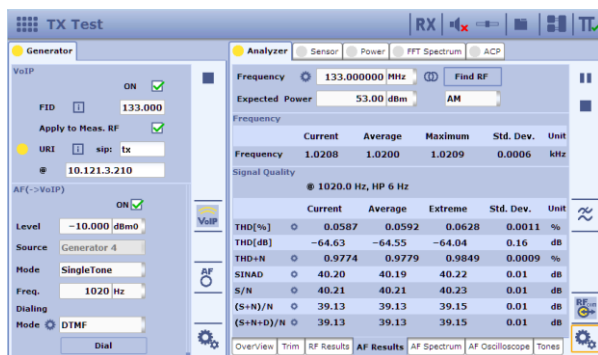 TX Test
RX
TT
Generator
VoIP
ON
FID i 133.000
Apply to Meas. RF
URI i sip: tx
@ 10.121.3.210
AF(->VoIP)
ON
Level -10.000 dBm0
Source Generator 4
Mode SingleTone
Freq. 1020 Hz
Dialing
Mode DTMF
Dial
VoIP
AF
Analyzer Sensor Power FFT Spectrum ACP
Frequency 133.000000 MHz Find RF
Expected Power 53.00 dBm AM
Frequency
Current Average Maximum Std. Dev. Unit
Frequency 1.0208 1.0200 1.0209 0.0006 kHz
Signal Quality
@ 1020.0 Hz, HP 6 Hz
Current Average Extreme Std. Dev. Unit
THD[%] 0.0587 0.0592 0.0628 0.0011 %
THD[dB] -64.63 -64.55 -64.04 0.16 dB
THD+N 0.9774 0.9779 0.9849 0.0009 %
SINAD 40.20 40.19 40.22 0.01 dB
S/N 40.21 40.21 40.23 0.01 dB
(S+N)/N 39.13 39.13 39.15 0.01 dB
(S+N+D)/N 39.13 39.13 39.15 0.01 dB
OverView Trim RF Results AF Results AF Spectrum AF Oscilloscope Tones
RF